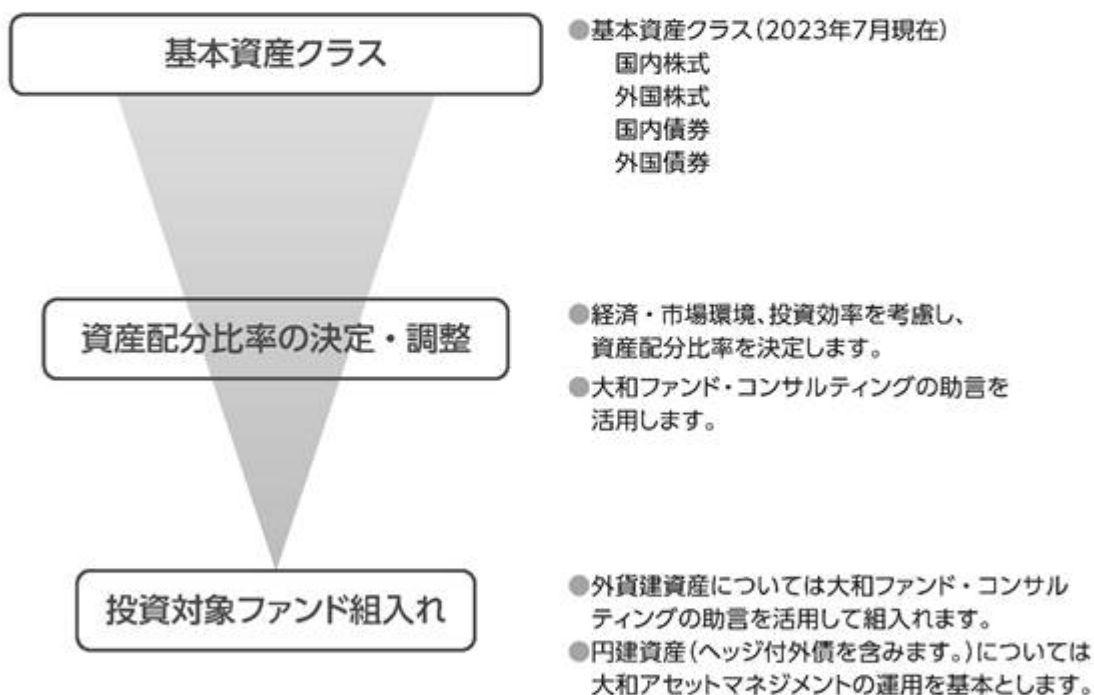 基本資産クラス
●基本資産クラス(2023年7月現在)
国内株式
外国株式
国内債券
外国債券
資産配分比率の決定・調整
●経済・市場環境、投資効率を考慮し、
資産配分比率を決定します。
●大和ファンド・コンサルティングの助言を
活用します。
投資対象ファンド組入れ
●外貨建資産については大和ファンド・コンサル
ティングの助言を活用して組入れます。
●円建資産(ヘッジ付外債を含みます。)については
大和アセットマネジメントの運用を基本とします。